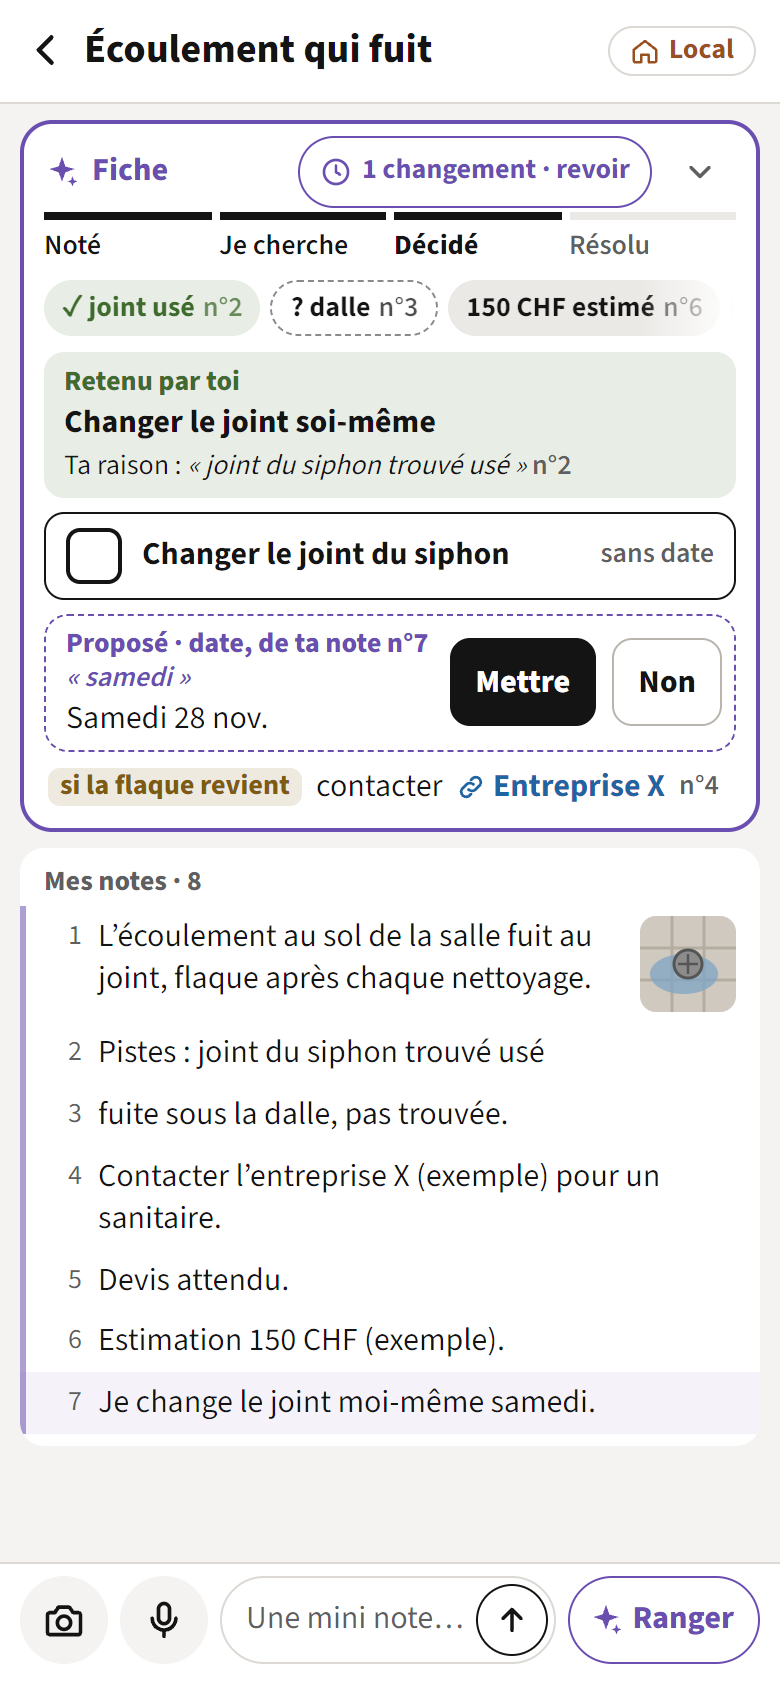 Écoulement qui fuit
Local
Fiche
1 changement · revoir
Noté
Je cherche
Décidé
Résolu
✓ joint usé n°2
? dalle n°3
150 CHF estimé n°6
Retenu par toi
Changer le joint soi-même
Ta raison : « joint du siphon trouvé usé » n°2
Changer le joint du siphon
sans date
Proposé · date, de ta note n°7
« samedi »
Samedi 28 nov.
Mettre
Non
si la flaque revient contacter Entreprise X n°4
Mes notes · 8
1 L’écoulement au sol de la salle fuit au
joint, flaque après chaque nettoyage.
2 Pistes : joint du siphon trouvé usé
3 fuite sous la dalle, pas trouvée.
4 Contacter l’entreprise X (exemple) pour un
sanitaire.
5 Devis attendu.
6 Estimation 150 CHF (exemple).
7 Je change le joint moi-même samedi.
Une mini note…
Ranger